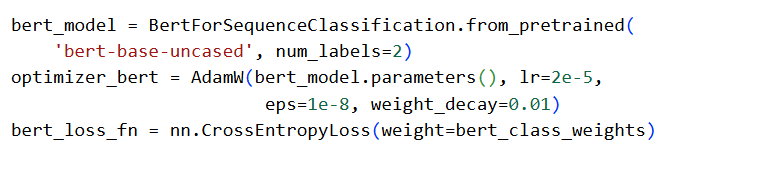 bert_model = BertForSequenceClassification.from_pretrained(
    'bert-base-uncased', num_labels=2)
optimizer_bert = AdamW(bert_model.parameters(), lr=2e-5,
                       eps=1e-8, weight_decay=0.01)
bert_loss_fn = nn.CrossEntropyLoss(weight=bert_class_weights)